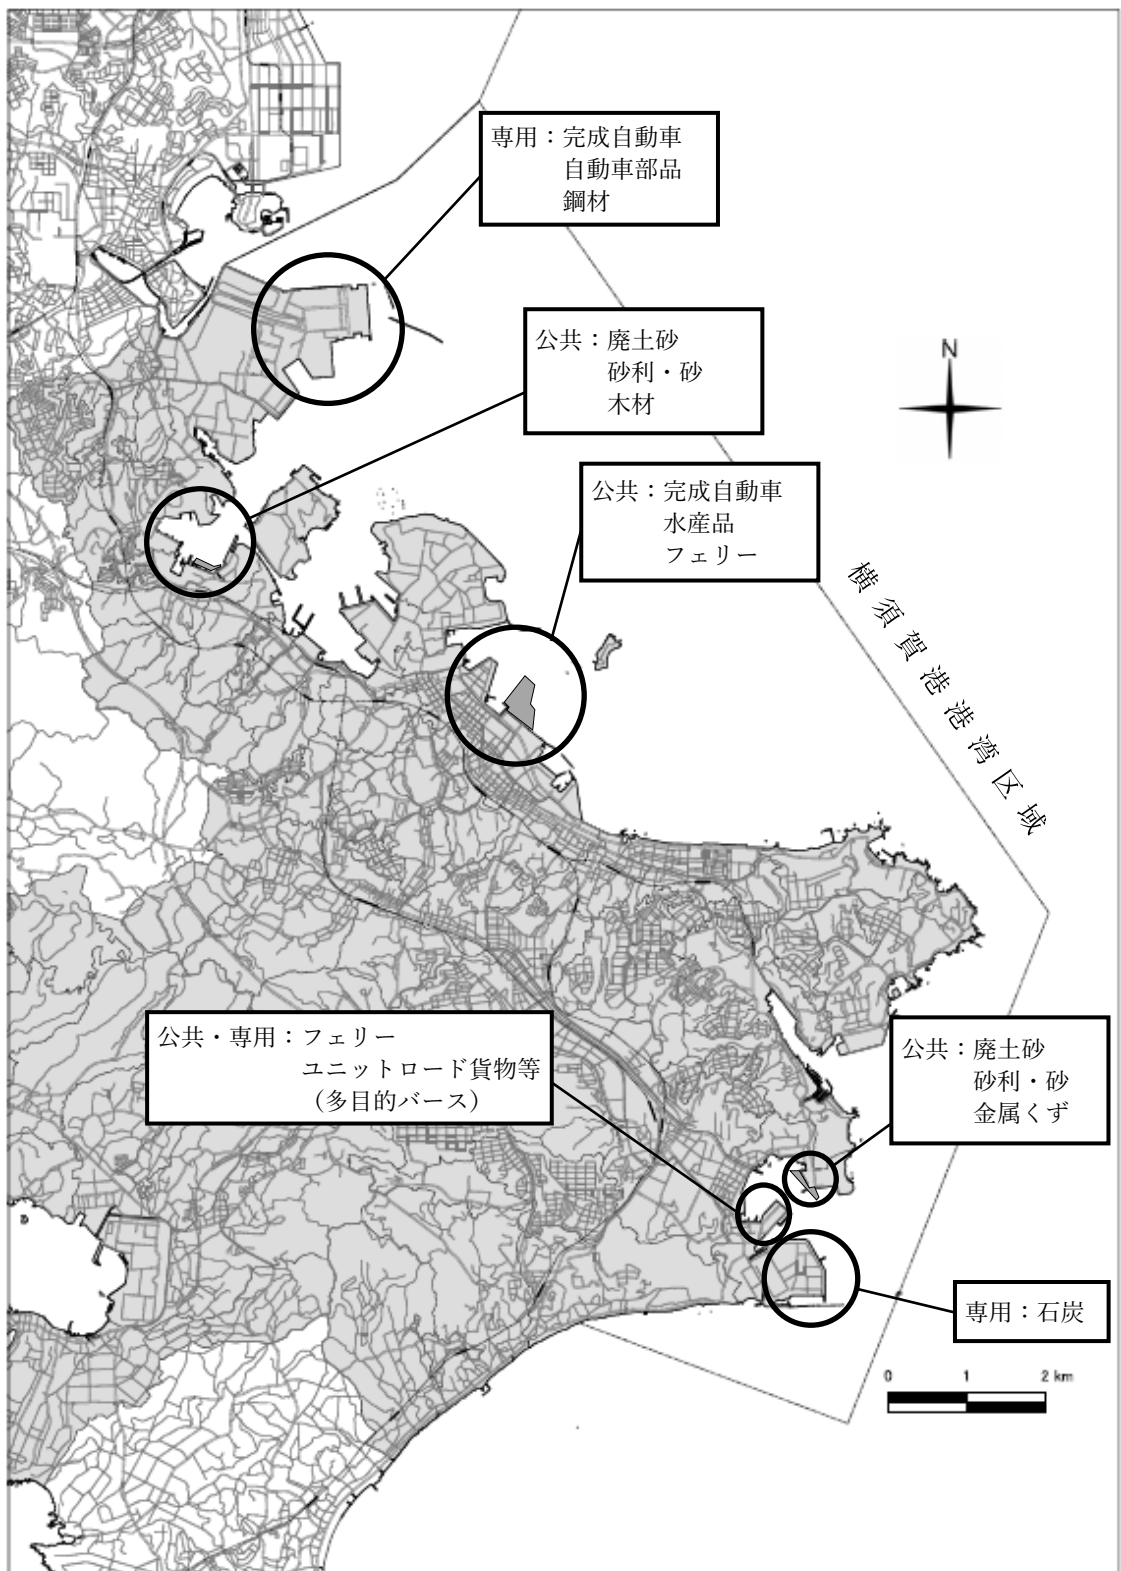 専用：完成自動車
自動車部品
鋼材
公共：廃土砂
砂利・砂
木材
N
公共：完成自動車
水産品
フェリー
横須賀港港湾区域
公共・専用：フェリー
ユニットロード貨物等
（多目的バース）
公共：廃土砂
砂利・砂
金属くず
専用：石炭
0 1 2 km